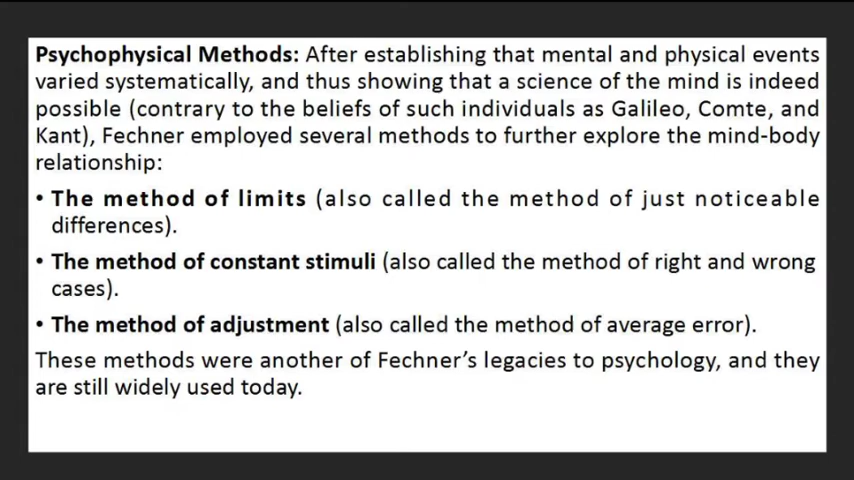 Psychophysical Methods: After establishing that mental and physical events
varied systematically, and thus showing that a science of the mind is indeed
possible (contrary to the beliefs of such individuals as Galileo, Comte, and
Kant), Fechner employed several methods to further explore the mind-body
relationship:
• The method of limits (also called the method of just noticeable
differences).
• The method of constant stimuli (also called the method of right and wrong
cases).
• The method of adjustment (also called the method of average error).
These methods were another of Fechner’s legacies to psychology, and they
are still widely used today.